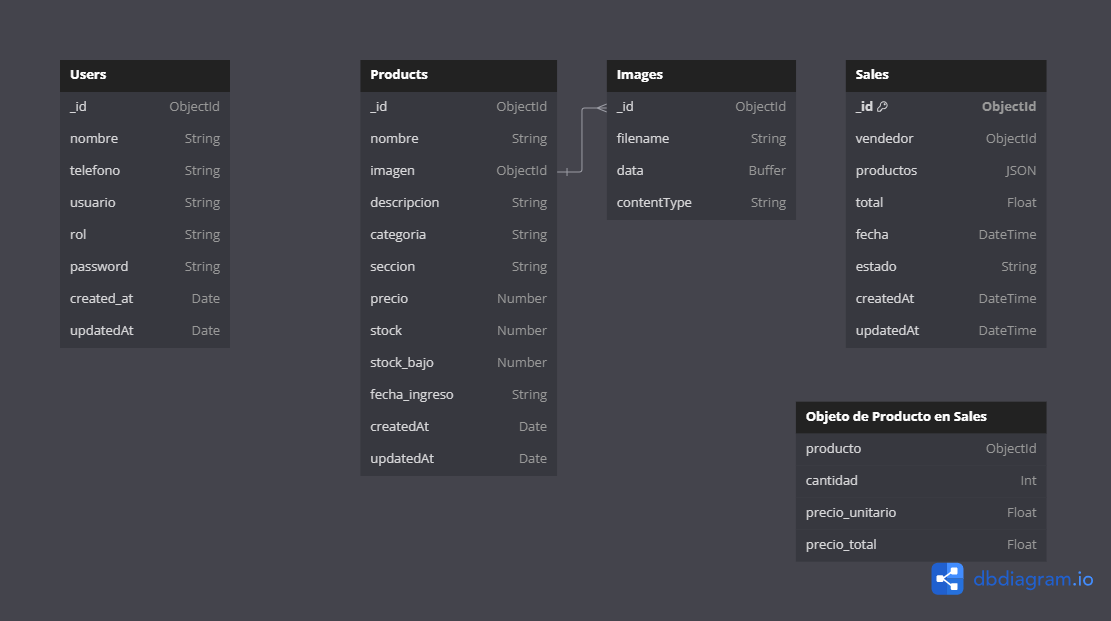 Users
_id ObjectId
nombre String
telefono String
usuario String
rol String
password String
created_at Date
updatedAt Date
Products
_id ObjectId
nombre String
imagen ObjectId
descripcion String
categoria String
seccion String
precio Number
stock Number
stock_bajo Number
fecha_ingreso String
createdAt Date
updatedAt Date
Images
_id ObjectId
filename String
data Buffer
contentType String
Sales
_id ObjectId
vendedor ObjectId
productos JSON
total Float
fecha DateTime
estado String
createdAt DateTime
updatedAt DateTime
Objeto de Producto en Sales
producto ObjectId
cantidad Int
precio_unitario Float
precio_total Float
dbdiagram.io